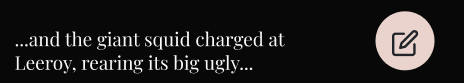 ...and the giant squid charged at
Leeroy, rearing its big ugly...